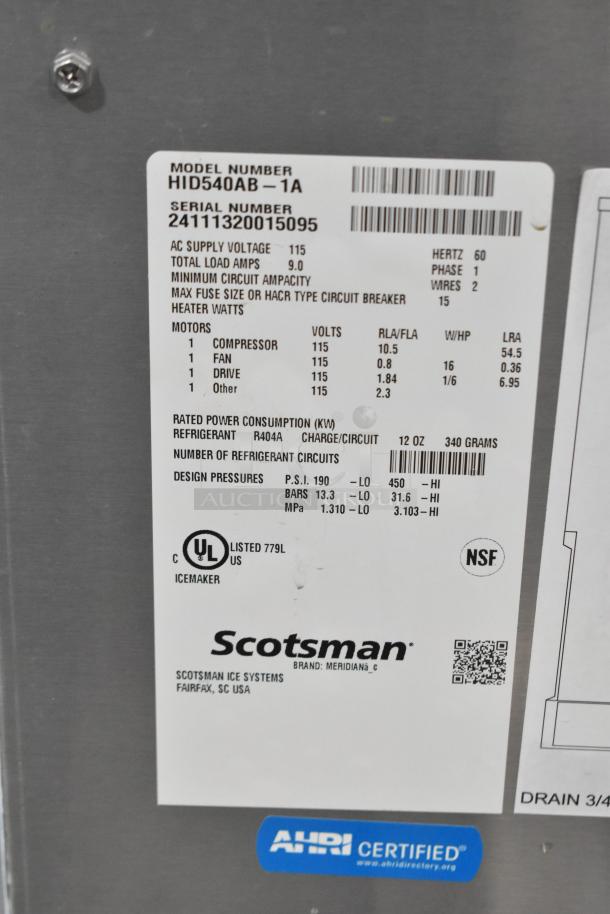 MODEL NUMBER
HID540AB-1A
SERIAL NUMBER
24111320015095
AC SUPPLY VOLTAGE 115 HERTZ 60
TOTAL LOAD AMPS 9.0 PHASE 1
MINIMUM CIRCUIT AMPACITY WIRES 2
MAX FUSE SIZE OR HACR TYPE CIRCUIT BREAKER 15
HEATER WATTS
MOTORS VOLTS RLA/FLA W/HP LRA
1 COMPRESSOR 115 10.5 54.5
1 FAN 115 0.8 16 0.36
1 DRIVE 115 1.84 1/6 6.95
1 Other 115 2.3
RATED POWER CONSUMPTION (KW)
REFRIGERANT R404A CHARGE/CIRCUIT 12 OZ 340 GRAMS
NUMBER OF REFRIGERANT CIRCUITS
DESIGN PRESSURES P.S.I. 190 -LO 450 -HI
BARS 13.3 -LO 31.6 -HI
MPa 1.310 -LO 3.103-HI
AUCTION GROUP
C UL US LISTED 779L
ICEMAKER
NSF
Scotsman
BRAND: MERIDIANâ_c
SCOTSMAN ICE SYSTEMS
FAIRFAX, SC USA
DRAIN 3/4
AHRI CERTIFIED®
www.ahridirectory.org